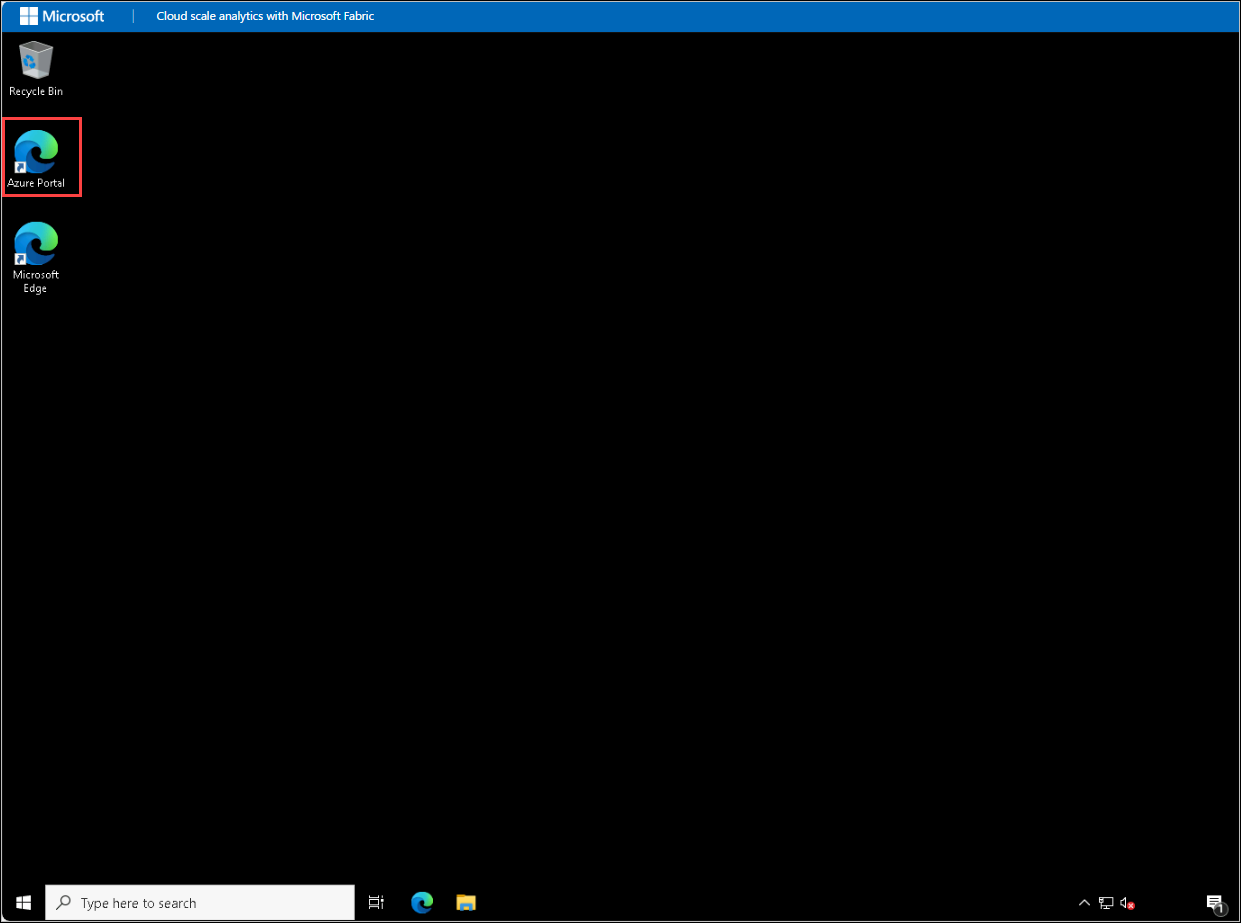 Microsoft | Cloud scale analytics with Microsoft Fabric
Recycle Bin
Azure Portal
Microsoft
Edge
Type here to search
1